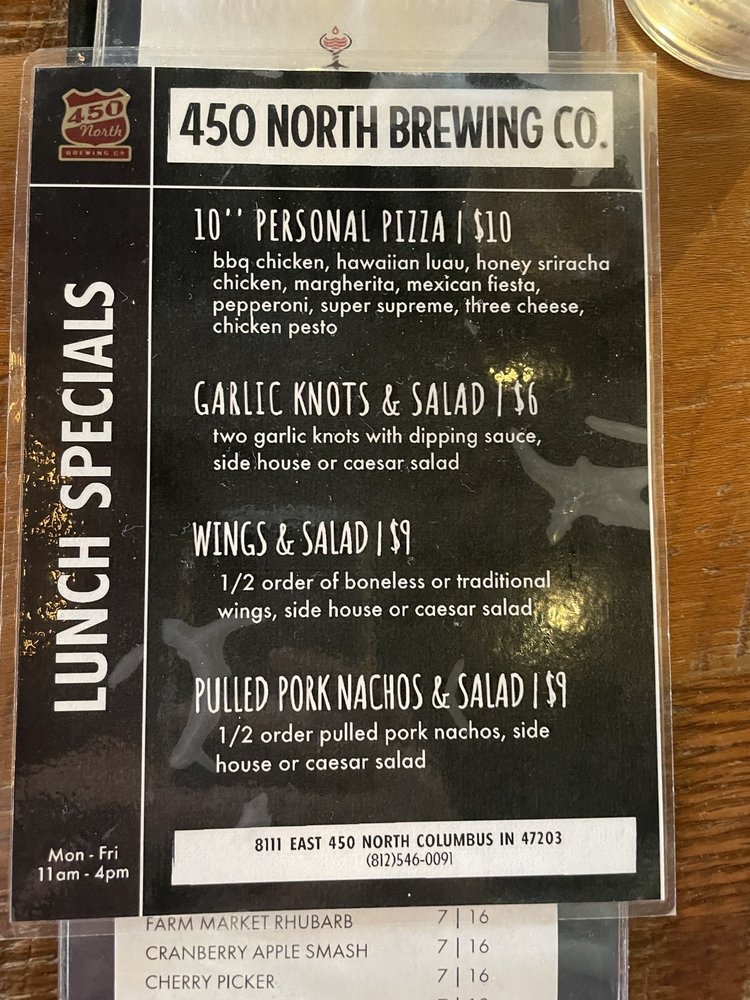 450
North
BREWING CO
450 NORTH BREWING CO.
LUNCH SPECIALS
10'' PERSONAL PIZZA | $10
bbq chicken, hawaiian luau, honey sriracha
chicken, margherita, mexican fiesta,
pepperoni, super supreme, three cheese,
chicken pesto
GARLIC KNOTS & SALAD | $6
two garlic knots with dipping sauce,
side house or caesar salad
WINGS & SALAD | $9
1/2 order of boneless or traditional
wings, side house or caesar salad
PULLED PORK NACHOS & SALAD | $9
1/2 order pulled pork nachos, side
house or caesar salad
Mon - Fri
11am - 4pm
8111 EAST 450 NORTH COLUMBUS IN 47203
(812)546-0091
FARM MARKET RHUBARB 7 | 16
CRANBERRY APPLE SMASH 7 | 16
CHERRY PICKER 7 | 16